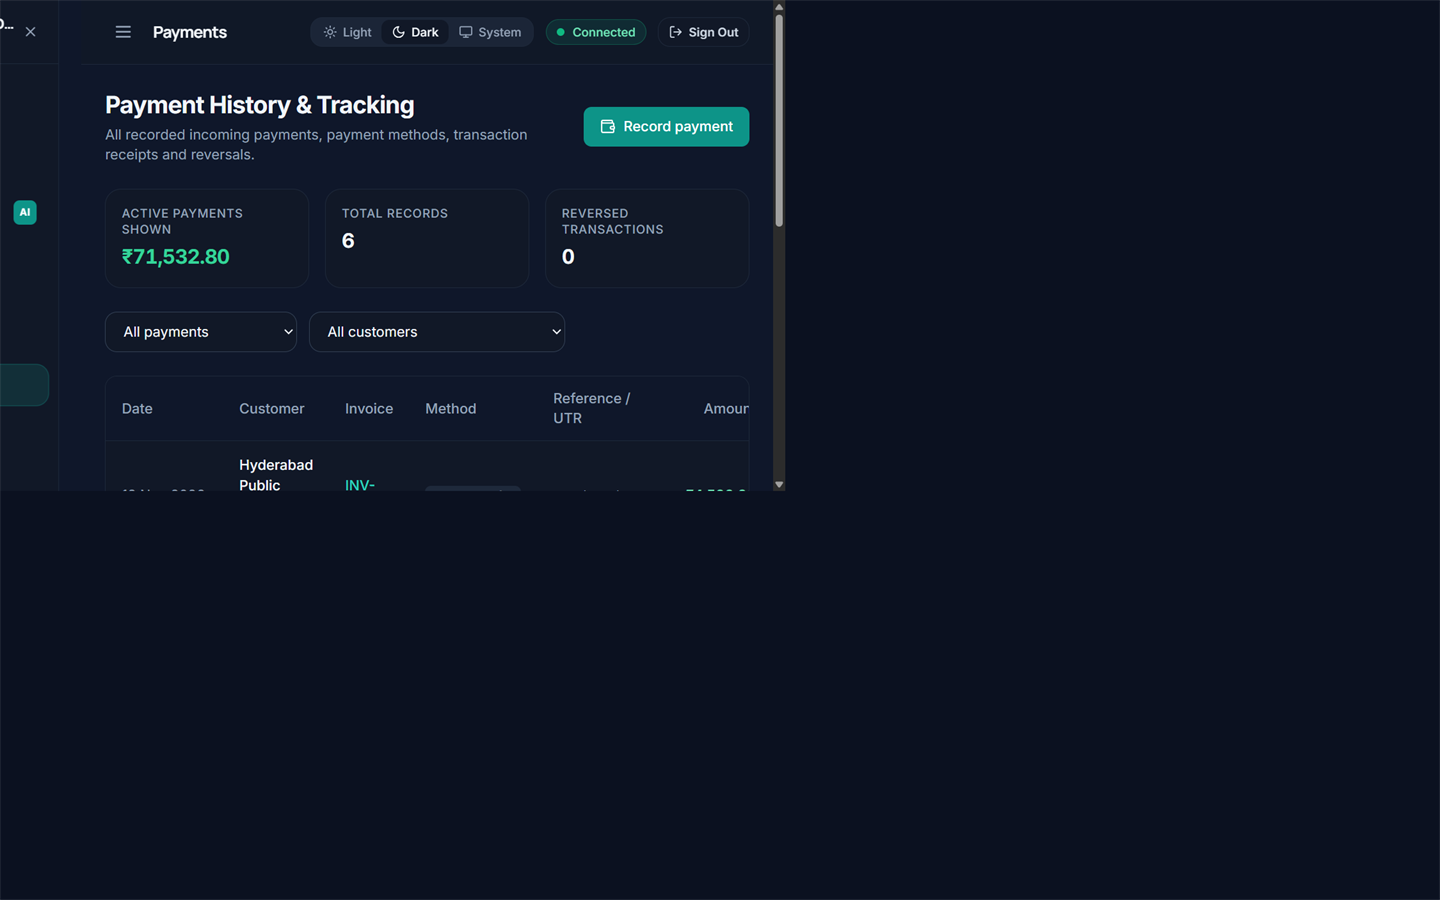 Payments
Light
Dark
System
Connected
Sign Out
Payment History & Tracking
All recorded incoming payments, payment methods, transaction
receipts and reversals.
Record payment
AI
ACTIVE PAYMENTS
SHOWN
₹71,532.80
TOTAL RECORDS
6
REVERSED
TRANSACTIONS
0
All payments
All customers
Date
Customer
Invoice
Method
Reference /
UTR
Amoun
Hyderabad
Public
INV-